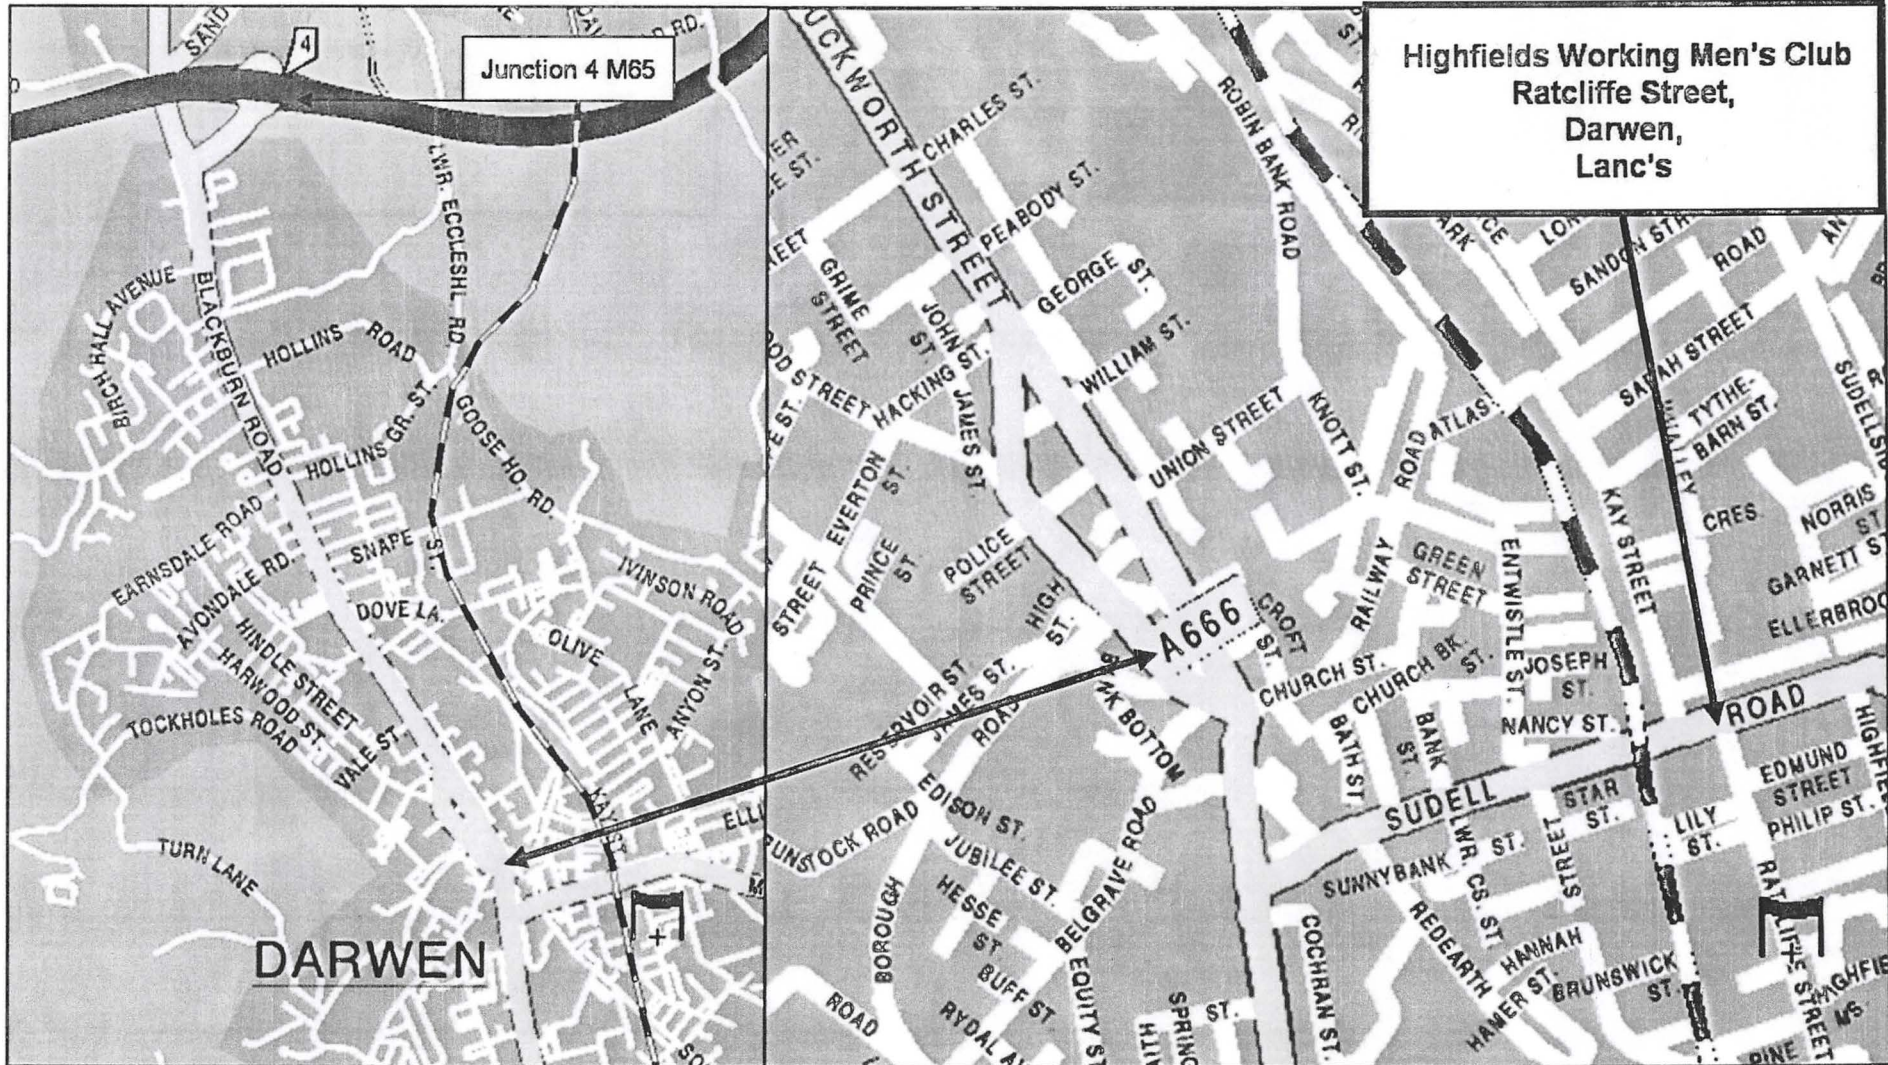 SAND
4
Junction 4 M65
RD.
LWR. ECCLESHL. RD.
BIRCH HALL AVENUE
BLACKBURN ROAD
HOLLINS ROAD
HOLLINS GR. ST.
GOOSE HO. RD.
EARNSDALE ROAD
SNAPE ST.
AVONDALE RD.
DOVE LA.
IVINSON ROAD
HINDLE STREET
HARWOOD ST.
OLIVE LANE
ANYON ST.
TOCKHOLES ROAD
VALE ST.
KAY ST.
TURN LANE
DARWEN
UCKWORTH STREET
CHARLES ST.
PEABODY ST.
GEORGE ST.
GRIME STREET
JOHN ST.
HACKING ST.
JAMES ST.
WILLIAM ST.
UNION STREET
ROBIN BANK ROAD
KNOTT ST.
EVERTON ST.
PRINCE ST.
STREET
POLICE STREET
HIGH ST.
A666
CROFT ST.
RAILWAY ROAD
ATLAS
GREEN STREET
ENTWISTLE ST.
KAY STREET
CHURCH ST.
CHURCH BK. ST.
JOSEPH ST.
NANCY ST.
BATH ST.
BANK ST.
RESERVOIR ST.
JAMES ST.
ROAD
BOTTOM
EDISON ST.
JUBILEE ST.
HESSE ST.
BUFF ST.
RYDAL
BELGRAVE ROAD
EQUITY ST.
BOROUGH
ROAD
SUDELL ROAD
SUNNYBANK ST.
LWR. CS. ST.
STREET
STAR ST.
LILY ST.
COCHRAN ST.
REDEARTH
HANNAH
HAMER ST.
BRUNSWICK ST.
ST.
Highfields Working Men's Club
Ratcliffe Street,
Darwen,
Lanc's
ROAD
SARAH STREET
TYTHE-
BARN ST.
CRES.
NORRIS ST.
GARNETT ST
EDMUND STREET
PHILIP ST.
RATCLIFFE STREET